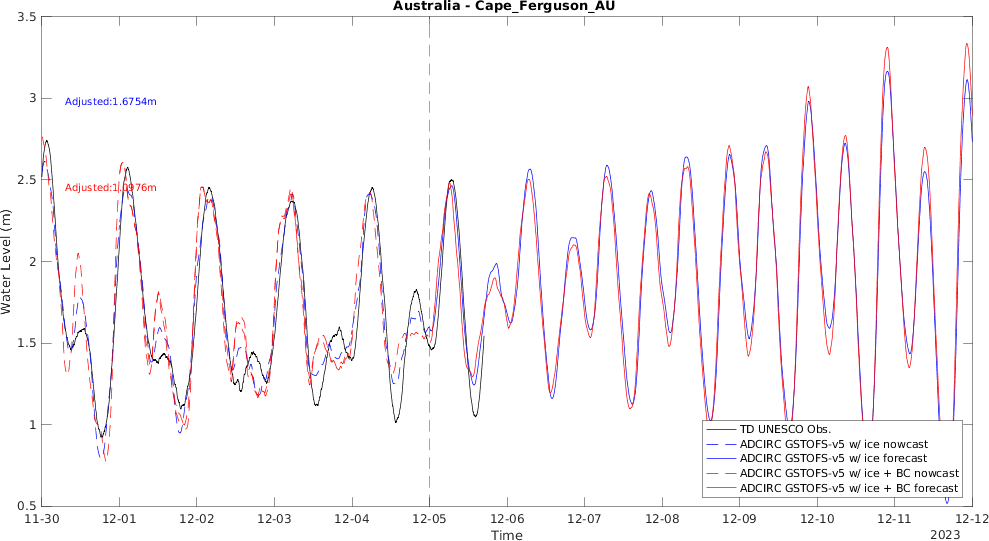 Australia - Cape_Ferguson_AU
3.5
3
2.5
2
1.5
1
0.5
Water Level (m)
Adjusted:1.6754m
Adjusted:1.0976m
TD UNESCO Obs.
ADCIRC GSTOFS-v5 w/ ice nowcast
ADCIRC GSTOFS-v5 w/ ice forecast
ADCIRC GSTOFS-v5 w/ ice + BC nowcast
ADCIRC GSTOFS-v5 w/ ice + BC forecast
11-30 12-01 12-02 12-03 12-04 12-05 12-06 12-07 12-08 12-09 12-10 12-11 12-12
Time
2023